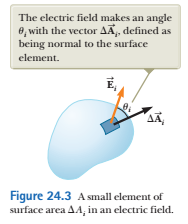 The electric field makes an angle
θᵢ with the vector ΔA⃗ᵢ, defined as
being normal to the surface
element.
E⃗ᵢ
θᵢ
ΔA⃗ᵢ
Figure 24.3 A small element of
surface area ΔAᵢ in an electric field.